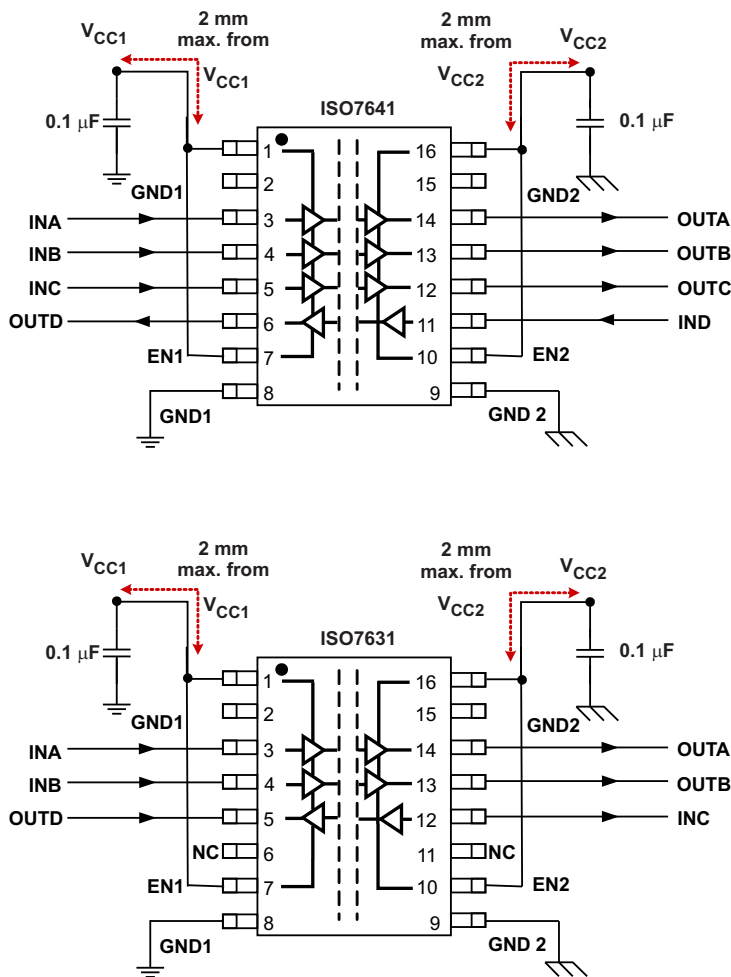 2 mm
max. from
2 mm
max. from
VCC1
VCC1
VCC2
VCC2
ISO7641
0.1 μF
0.1 μF
1
16
2
15
GND1
GND2
INA
3
14
OUTA
INB
4
13
OUTB
INC
5
12
OUTC
OUTD
6
11
IND
EN1
7
10
EN2
8
9
GND1
GND 2
2 mm
max. from
2 mm
max. from
VCC1
VCC1
VCC2
VCC2
ISO7631
0.1 μF
0.1 μF
1
16
2
15
GND1
GND2
INA
3
14
OUTA
INB
4
13
OUTB
OUTD
5
12
INC
NC
6
11
NC
EN1
7
10
EN2
8
9
GND1
GND 2